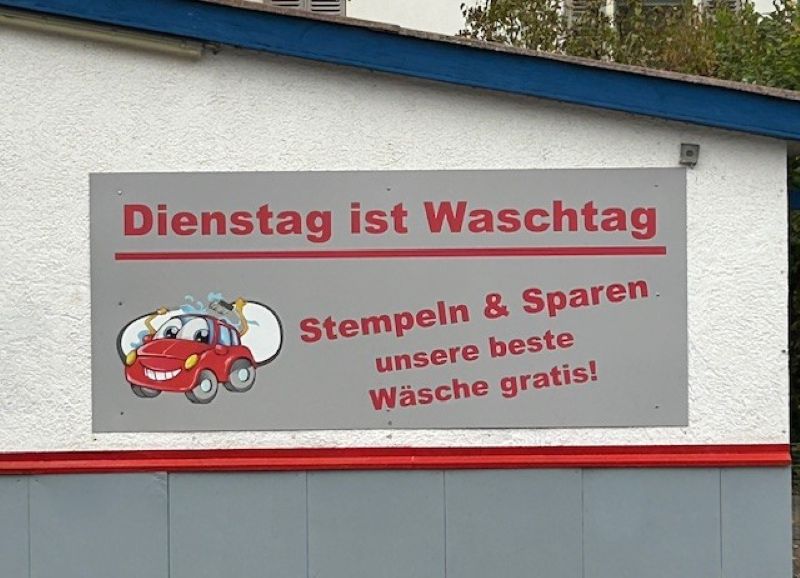 Dienstag ist Waschtag
Stempeln & Sparen
unsere beste
Wäsche gratis!